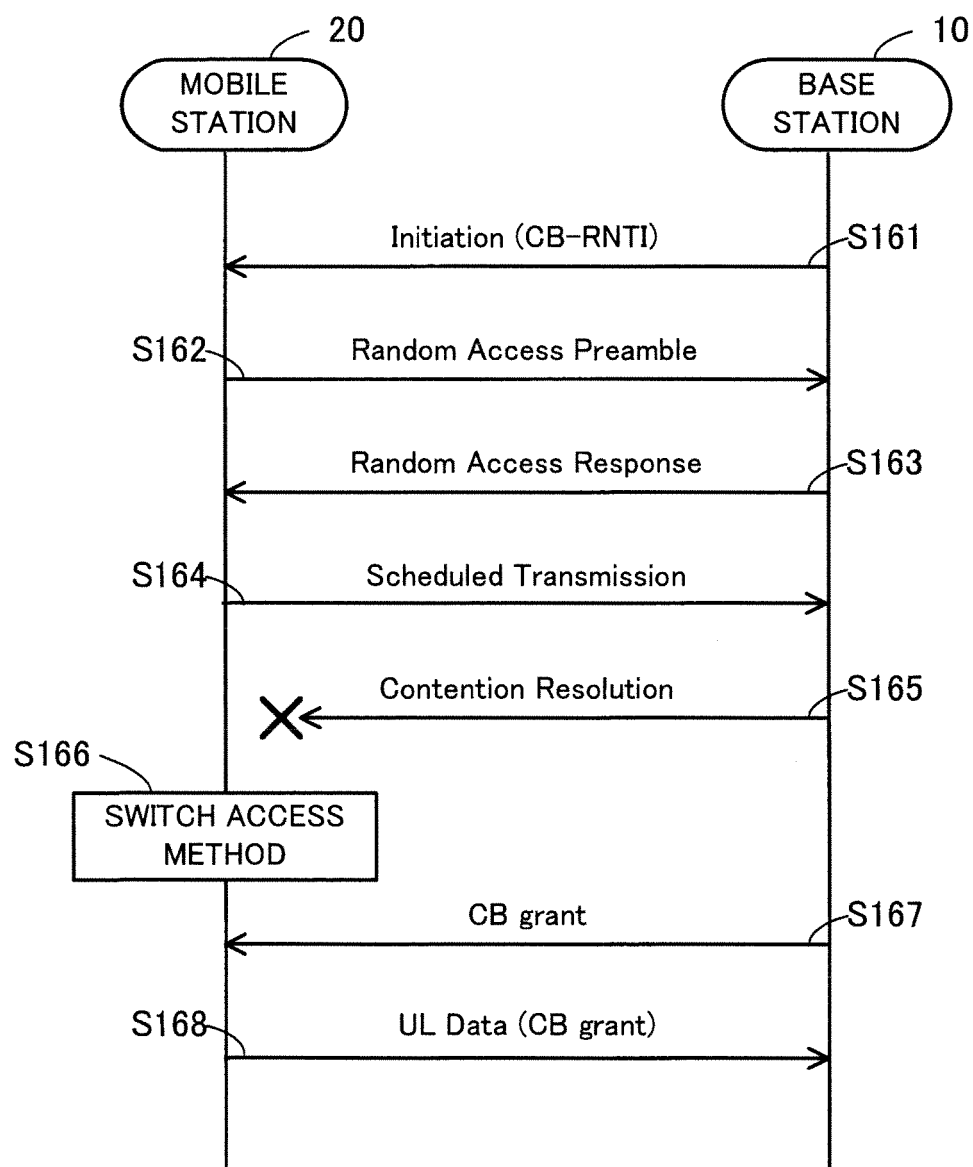 20
10
MOBILE
STATION
BASE
STATION
Initiation (CB-RNTI)
S161
S162
Random Access Preamble
Random Access Response
S163
S164
Scheduled Transmission
Contention Resolution
S165
S166
SWITCH ACCESS
METHOD
CB grant
S167
S168
UL Data (CB grant)